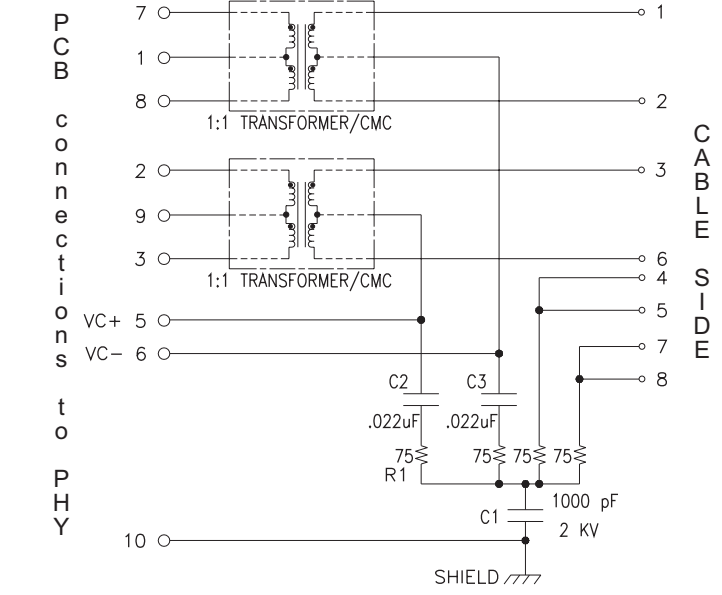 PCB connections to PHY
7
1
8
1:1 TRANSFORMER/CMC
1
2
2
9
3
1:1 TRANSFORMER/CMC
3
6
4
5
7
8
CABLE SIDE
VC+ 5
VC- 6
C2
C3
.022uF
.022uF
75
75
75
75
R1
1000 pF
C1
2 KV
10
SHIELD